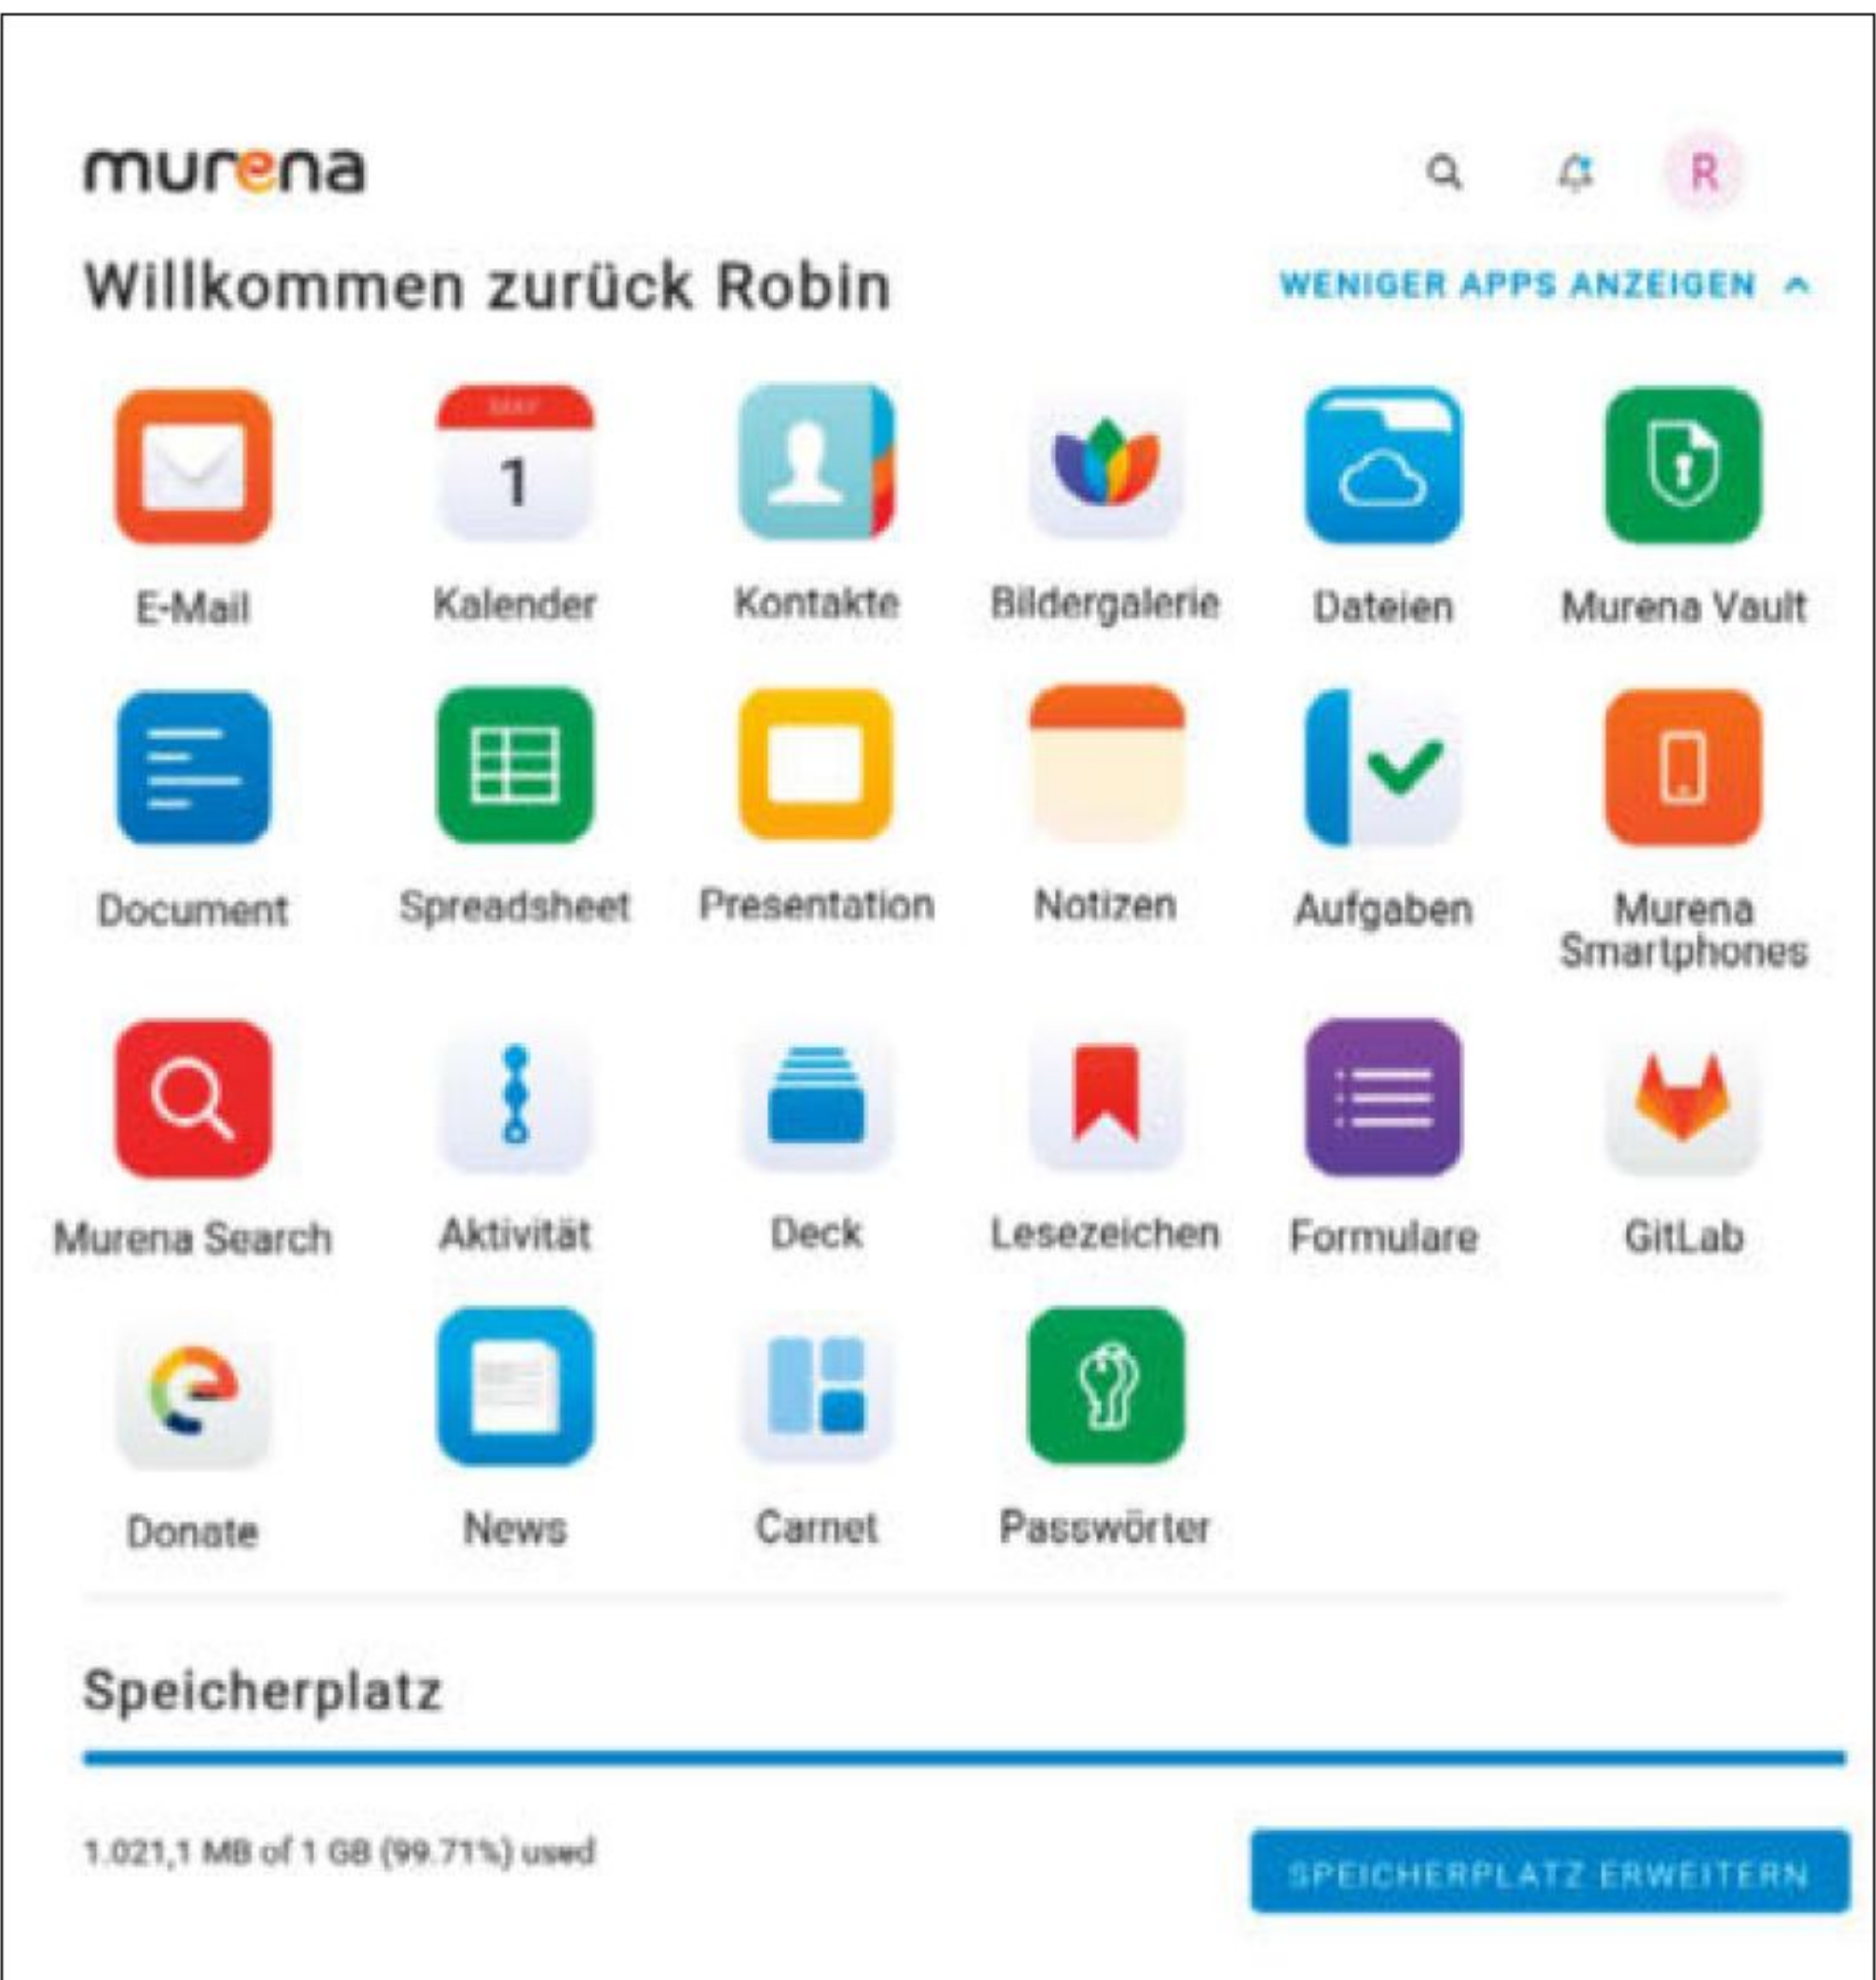 murena
R
Willkommen zurück Robin
WENIGER APPS ANZEIGEN
MAY
1
E-Mail
Kalender
Kontakte
Bildergalerie
Dateien
Murena Vault
Document
Spreadsheet
Presentation
Notizen
Aufgaben
Murena
Smartphones
Murena Search
Aktivität
Deck
Lesezeichen
Formulare
GitLab
e
Donate
News
Carnet
Passwörter
Speicherplatz
1.021,1 MB of 1 GB (99.71%) used
SPEICHERPLATZ ERWEITERN